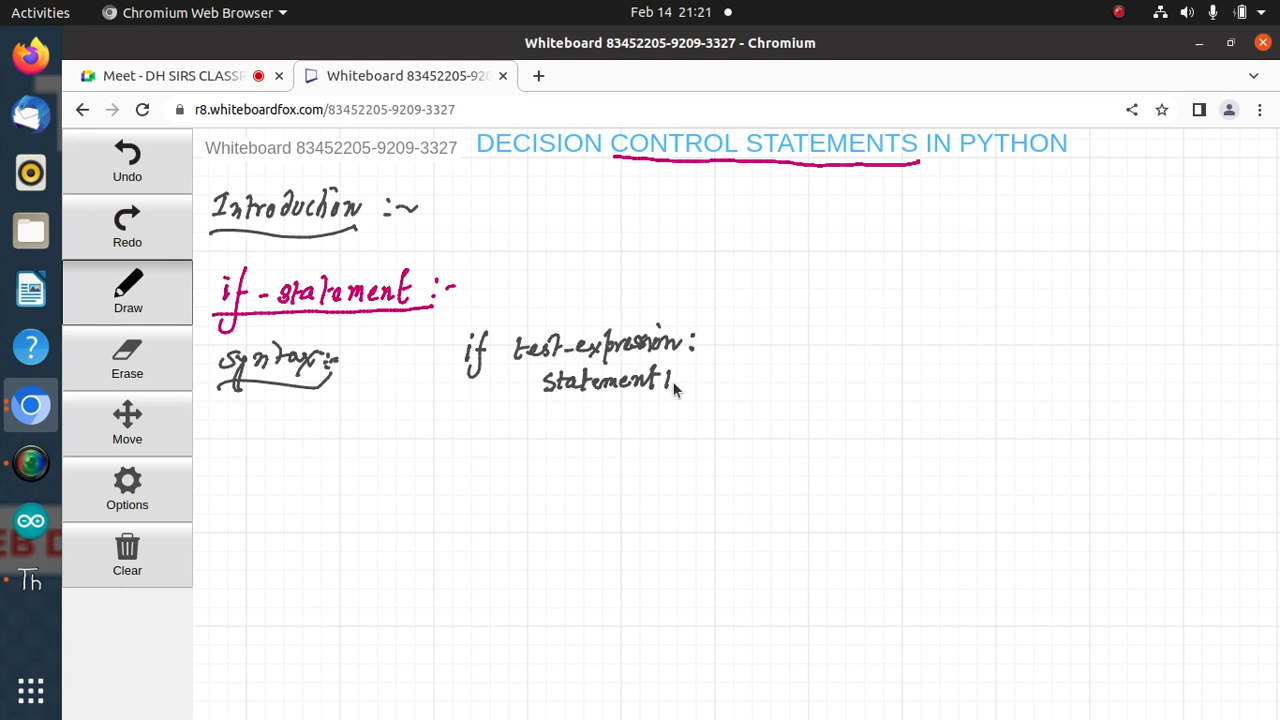 Activities
Chromium Web Browser
Feb 14 21:21
Whiteboard 83452205-9209-3327 - Chromium
Meet - DH SIRS CLASSR
Whiteboard 83452205-920
r8.whiteboardfox.com/83452205-9209-3327
Whiteboard 83452205-9209-3327
DECISION CONTROL STATEMENTS IN PYTHON
Undo
Redo
Draw
Erase
Move
Options
Clear
Introduction :~
if - statement :-
syntax:-
if test-expression:
statement 1
Th